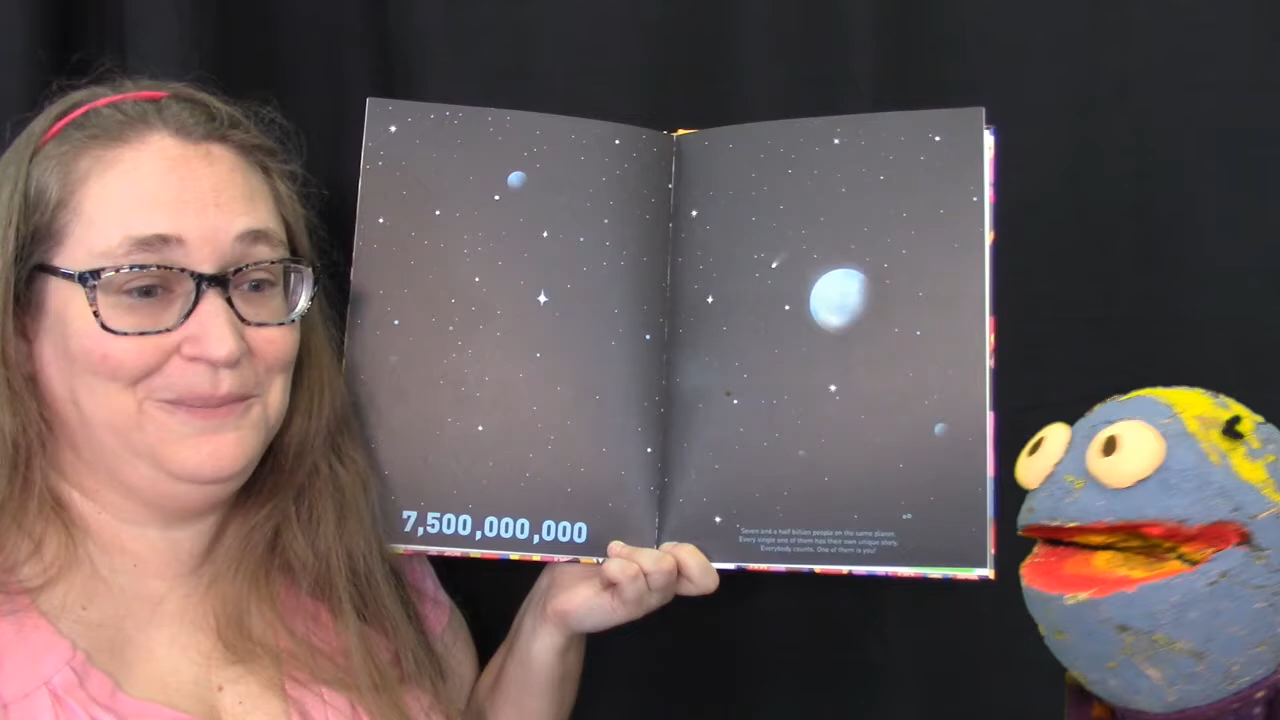 7,500,000,000
Seven and a half billion people on the same planet.
Every single one of them has their own unique story.
Everybody counts. One of them is you!